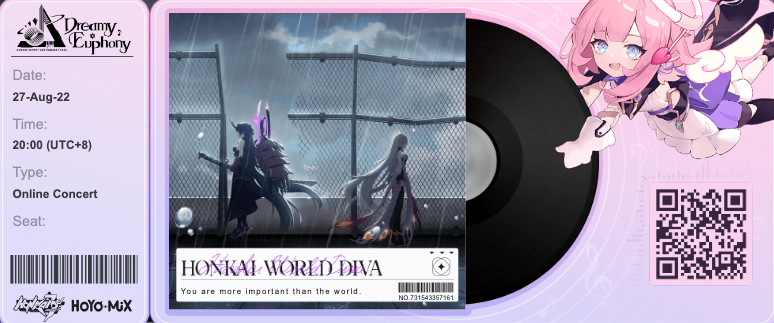 Dreamy
Euphony
Date:
27-Aug-22
Time:
20:00 (UTC+8)
Type:
Online Concert
Seat:
HOYO-MiX
HONKAI WORLD DIVA
You are more important than the world.
NO.731543357161